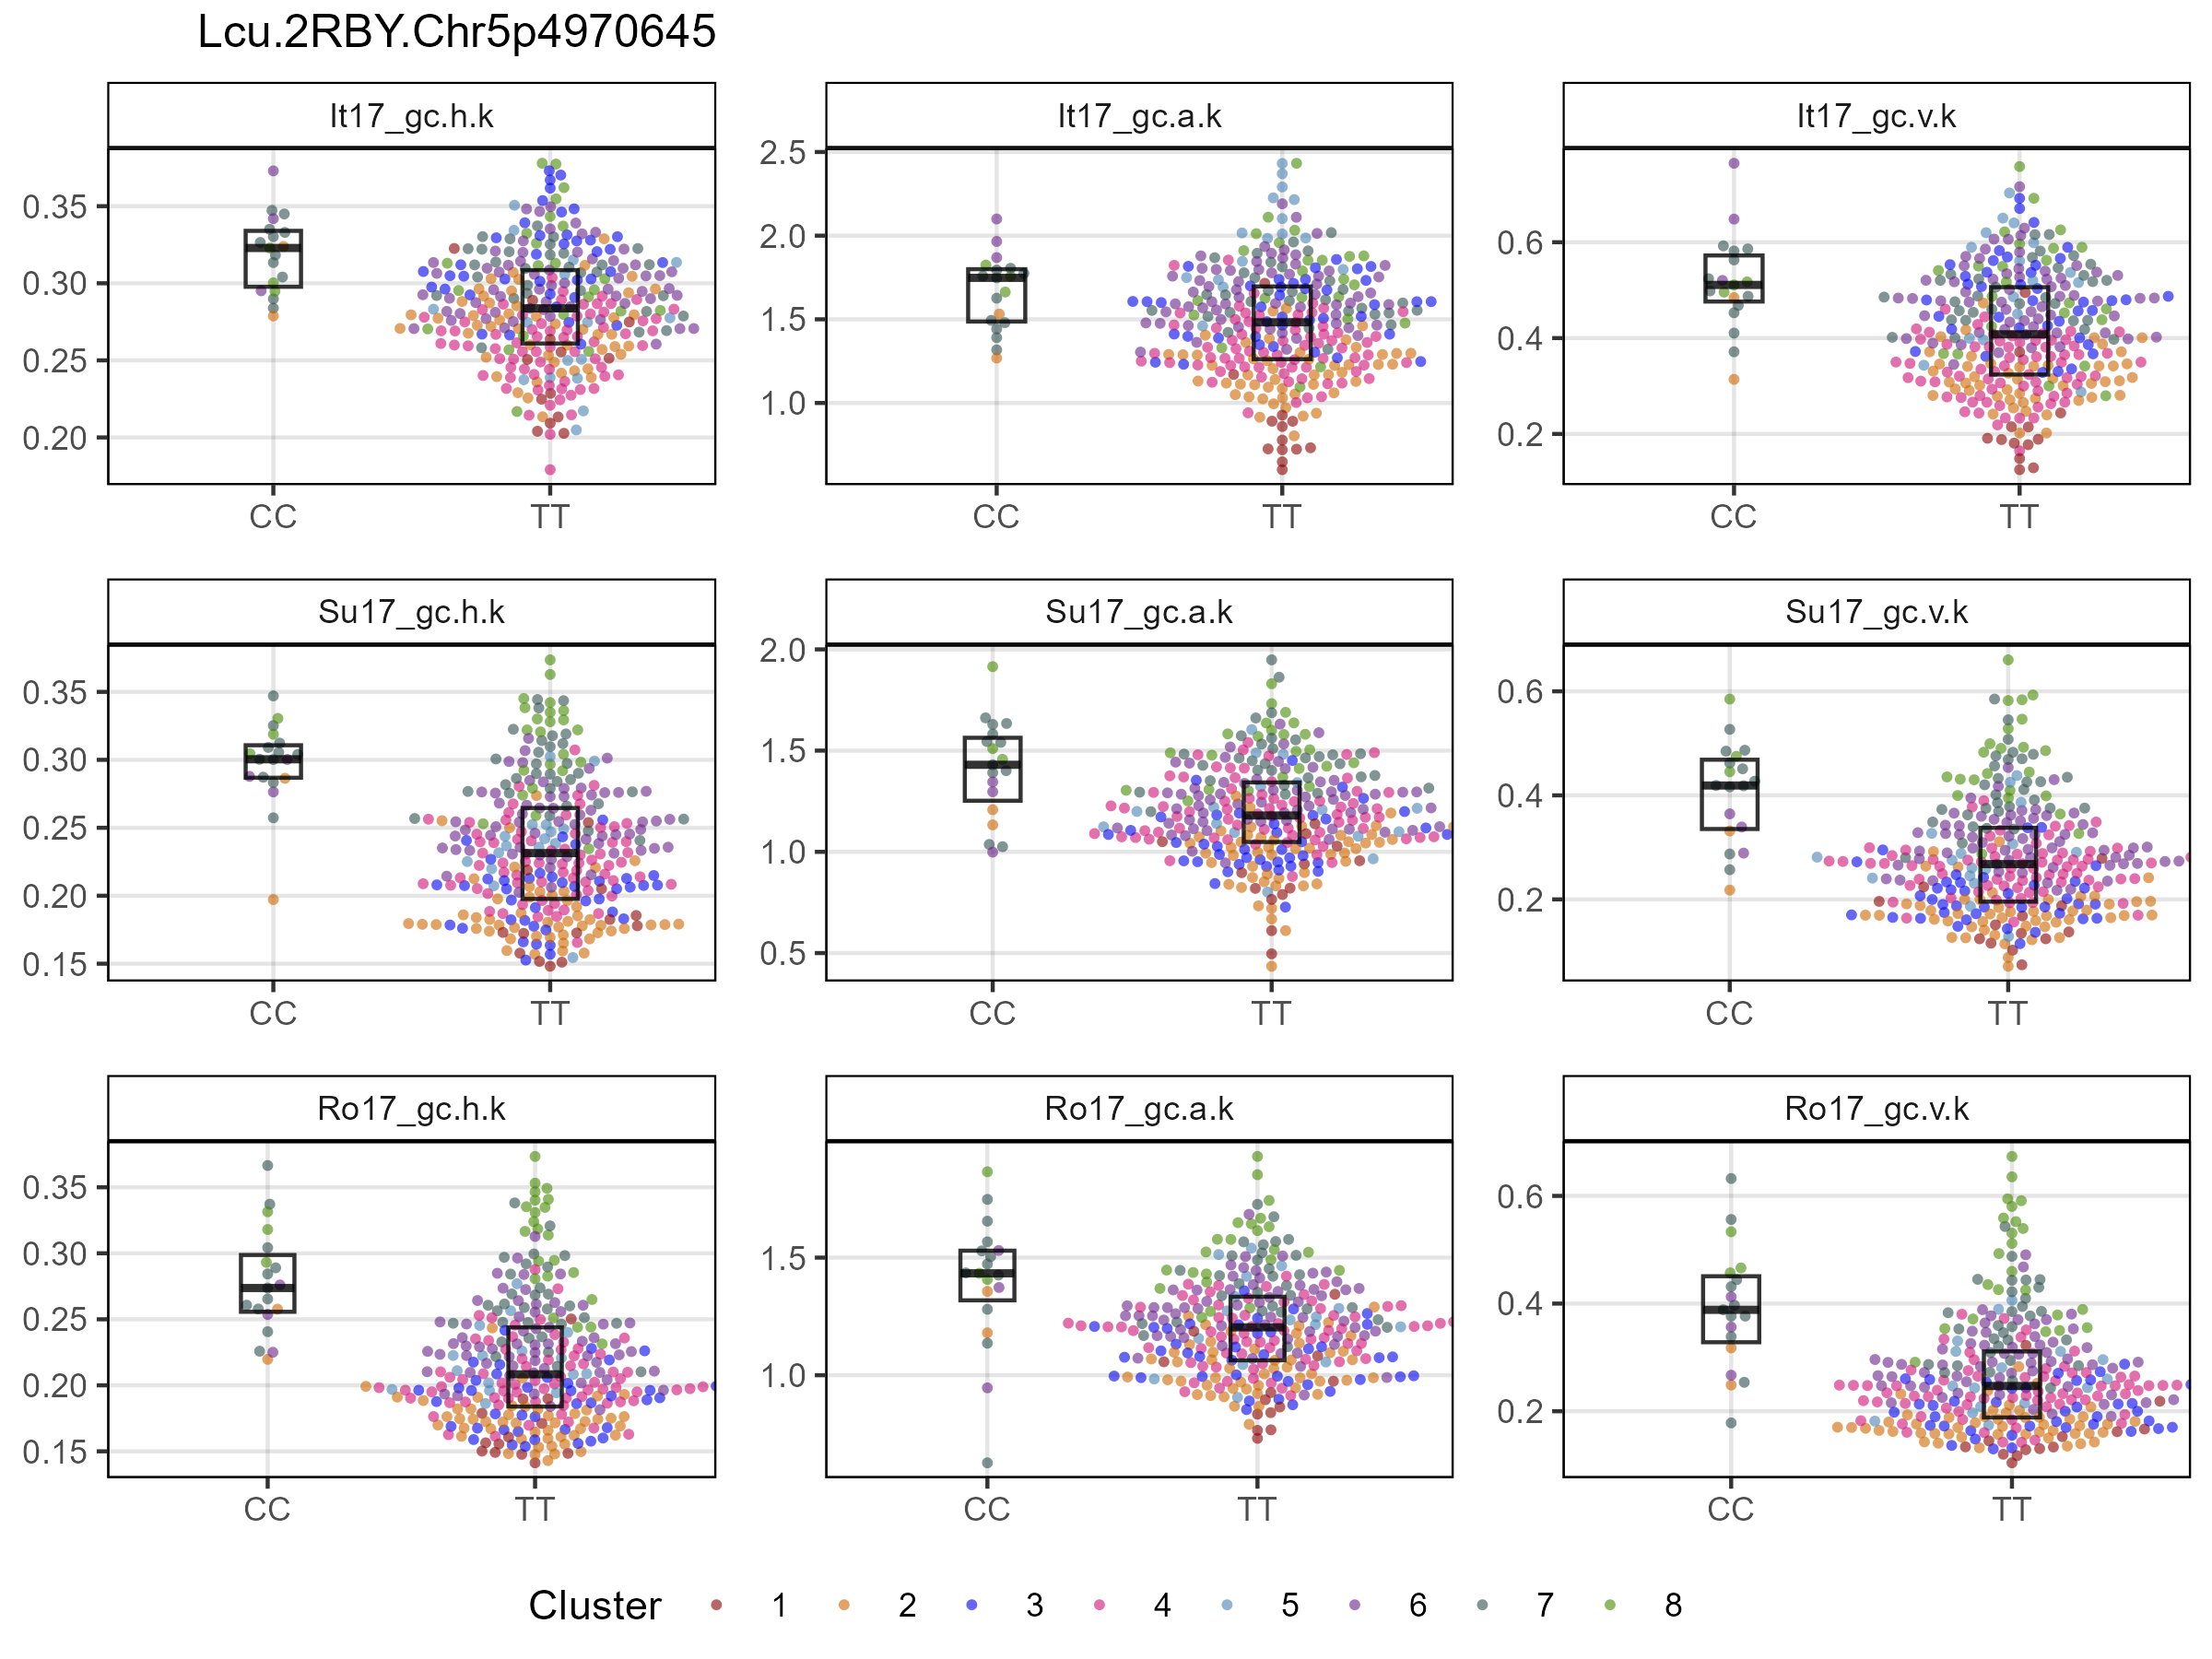 Lcu.2RBY.Chr5p4970645
It17_gc.h.k
It17_gc.a.k
It17_gc.v.k
0.35
0.30
0.25
0.20
2.5
2.0
1.5
1.0
0.6
0.4
0.2
CC
TT
CC
TT
CC
TT
Su17_gc.h.k
Su17_gc.a.k
Su17_gc.v.k
0.35
0.30
0.25
0.20
0.15
2.0
1.5
1.0
0.5
0.6
0.4
0.2
CC
TT
CC
TT
CC
TT
Ro17_gc.h.k
Ro17_gc.a.k
Ro17_gc.v.k
0.35
0.30
0.25
0.20
0.15
1.5
1.0
0.6
0.4
0.2
CC
TT
CC
TT
CC
TT
Cluster 1 2 3 4 5 6 7 8